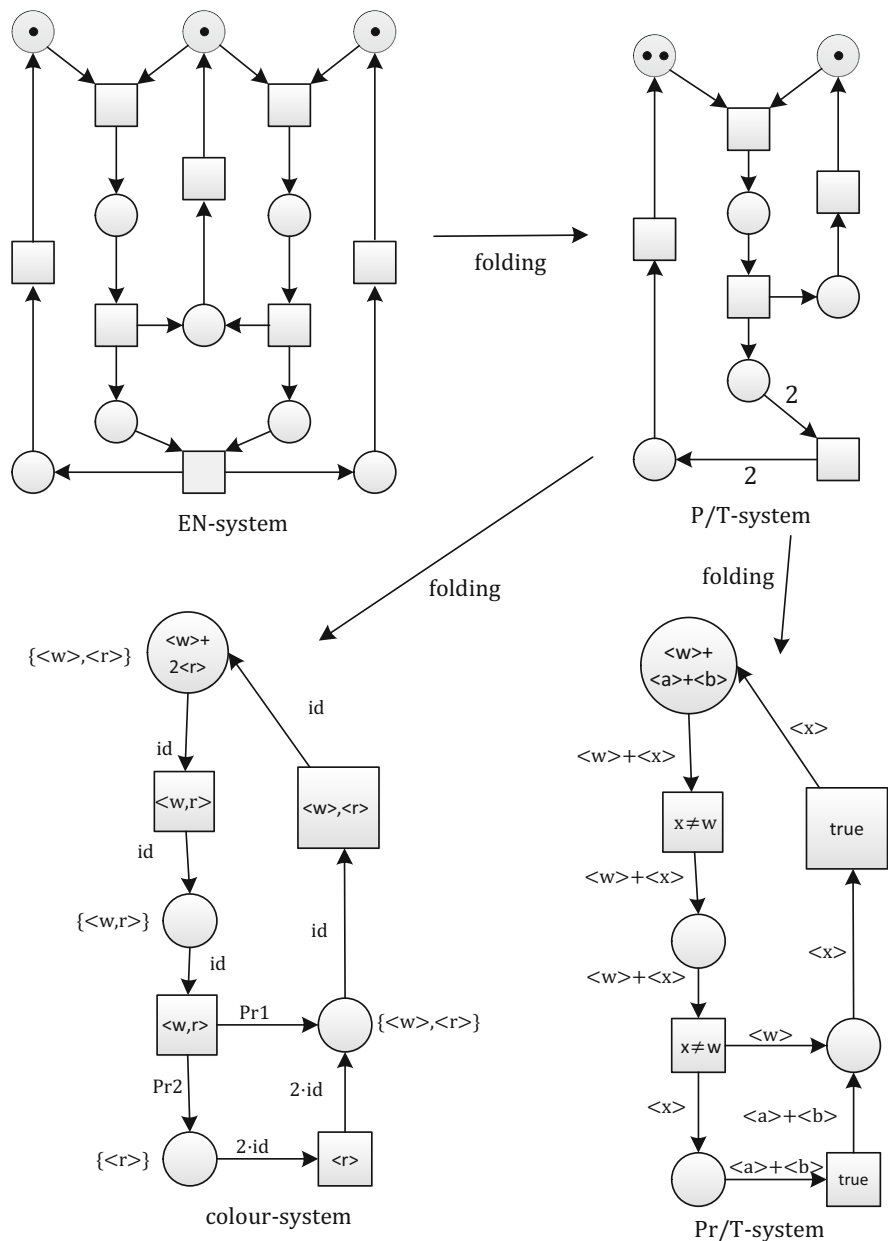 folding
2
2
EN-system
P/T-system
folding
folding
<w>+
2<r>
{<w>,<r>}
id
id
<w,r>
<w>,<r>
id
{<w,r>}
id
id
<w,r>
Pr1
{<w>,<r>}
Pr2
2·id
{<r>}
2·id
<r>
colour-system
<w>+
<a>+<b>
<x>
<w>+<x>
x≠w
true
<w>+<x>
<w>+<x>
<x>
x≠w
<w>
<x>
<a>+<b>
<a>+<b>
true
Pr/T-system